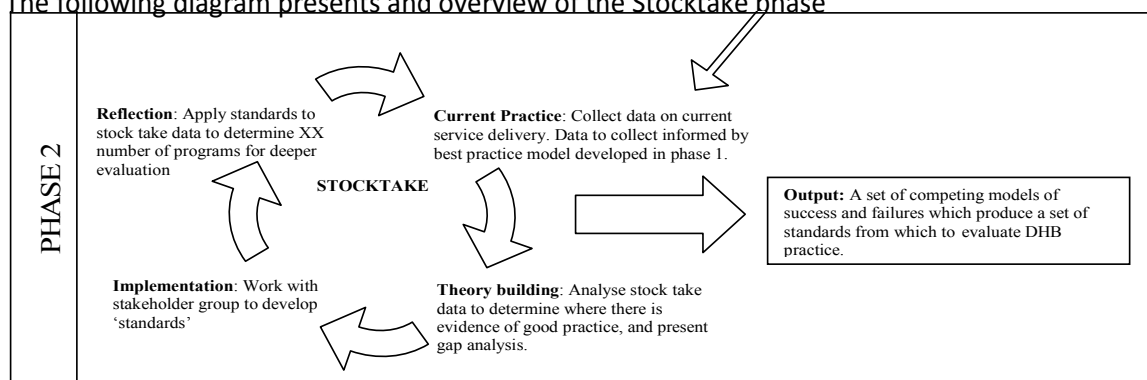 The following diagram presents and overview of the Stocktake phase
PHASE 2
Reflection: Apply standards to
stock take data to determine XX
number of programs for deeper
evaluation
Current Practice: Collect data on current
service delivery. Data to collect informed by
best practice model developed in phase 1.
STOCKTAKE
Output: A set of competing models of
success and failures which produce a set of
standards from which to evaluate DHB
practice.
Implementation: Work with
stakeholder group to develop
‘standards’
Theory building: Analyse stock take
data to determine where there is
evidence of good practice, and present
gap analysis.